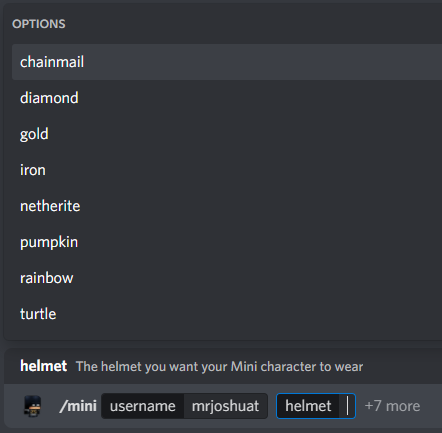 OPTIONS
chainmail
diamond
gold
iron
netherite
pumpkin
rainbow
turtle
helmet The helmet you want your Mini character to wear
/mini username mrjoshuat helmet +7 more